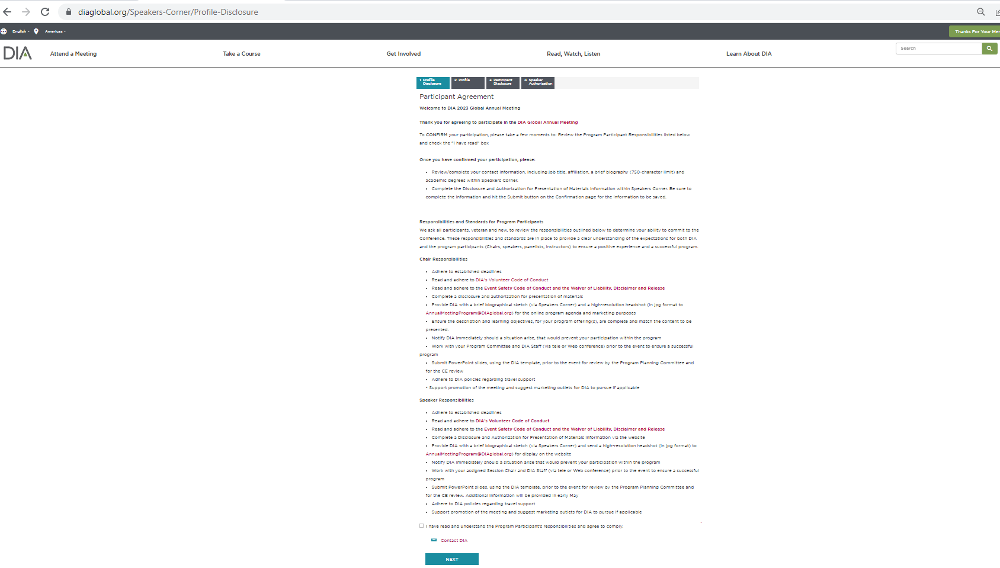 diaglobal.org/Speakers-Corner/Profile-Disclosure
English
Americas
Thanks For Your
DIA
Attend a Meeting
Take a Course
Get Involved
Read, Watch, Listen
Learn About DIA
Search
1 Profile
Disclosure
2 Profile
3 Participant
Disclosure
4 Speaker
Authorization
Participant Agreement
Welcome to DIA 2023 Global Annual Meeting
Thank you for agreeing to participate in the DIA Global Annual Meeting
To CONFIRM your participation, please take a few moments to: Review the Program Participant Responsibilities listed below
and check the "I have read" box
Once you have confirmed your participation, please:
• Review/complete your contact information, including job title, affiliation, a brief biography (750-character limit) and
academic degrees within Speakers Corner.
• Complete the Disclosure and Authorization for Presentation of Materials information within Speakers Corner. Be sure to
complete the information and hit the Submit button on the Confirmation page for the information to be saved.
Responsibilities and Standards for Program Participants
We ask all participants, veteran and new, to review the responsibilities outlined below to determine your ability to commit to the
Conference. These responsibilities and standards are in place to provide a clear understanding of the expectations for both DIA
and the program participants (Chairs, speakers, panelists, instructors) to ensure a positive experience and a successful program.
Chair Responsibilities
• Adhere to established deadlines
• Read and adhere to DIA's Volunteer Code of Conduct
• Read and adhere to the Event Safety Code of Conduct and the Waiver of Liability, Disclaimer and Release
• Complete a disclosure and authorization for presentation of materials
• Provide DIA with a brief biographical sketch (via Speakers Corner) and a high-resolution headshot (in jpg format to
AnnualMeetingProgram@DIAglobal.org) for the online program agenda and marketing purposes
• Ensure the description and learning objectives, for your program offering(s), are complete and match the content to be
presented.
• Notify DIA immediately should a situation arise, that would prevent your participation within the program
• Work with your Program Committee and DIA Staff (via tele or Web conference) prior to the event to ensure a successful
program
• Submit PowerPoint slides, using the DIA template, prior to the event for review by the Program Planning Committee and
for the CE review
• Adhere to DIA policies regarding travel support
• Support promotion of the meeting and suggest marketing outlets for DIA to pursue if applicable
Speaker Responsibilities
• Adhere to established deadlines
• Read and adhere to DIA's Volunteer Code of Conduct
• Read and adhere to the Event Safety Code of Conduct and the Waiver of Liability, Disclaimer and Release
• Complete a Disclosure and Authorization for Presentation of Materials information via the website
• Provide DIA with a brief biographical sketch (via Speakers Corner) and send a high-resolution headshot (in jpg format) to
AnnualMeetingProgram@DIAglobal.org) for display on the website
• Notify DIA immediately should a situation arise that would prevent your participation within the program
• Work with your assigned Session Chair and DIA Staff (via tele or Web conference) prior to the event to ensure a successful
program
• Submit PowerPoint slides, using the DIA template, prior to the event for review by the Program Planning Committee and
for the CE review. Additional information will be provided in early May
• Adhere to DIA policies regarding travel support
• Support promotion of the meeting and suggest marketing outlets for DIA to pursue if applicable
I have read and understand the Program Participant's responsibilities and agree to comply.
Contact DIA
NEXT